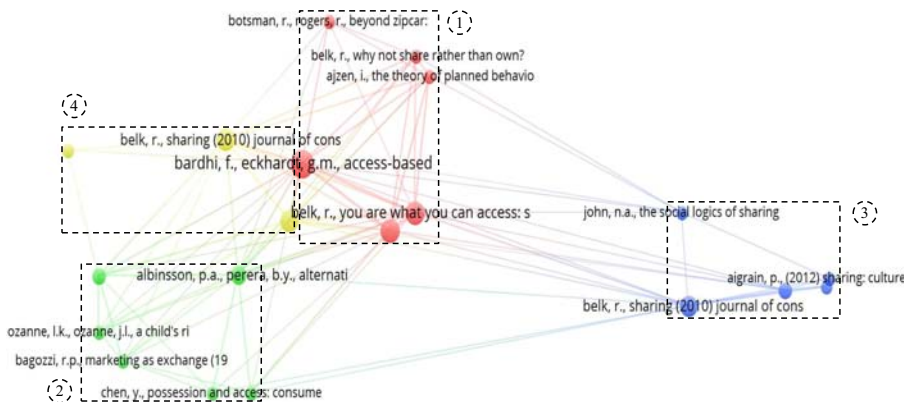 botsman, r., rogers, r., beyond zipcar:
1
belk, r., why not share rather than own?
ajzen, i., the theory of planned behavio
4
belk, r., sharing (2010) journal of cons
bardhi, f., eckhardt, g.m., access-based
belk, r., you are what you can access: s
john, n.a., the social logics of sharing
3
albinsson, p.a., perera, b.y., alternati
aigrain, p., (2012) sharing: culture
belk, r., sharing (2010) journal of cons
ozanne, l.k., ozanne, j.l., a child's ri
bagozzi, r.p., marketing as exchange (19
2
chen, y., possession and access: consume